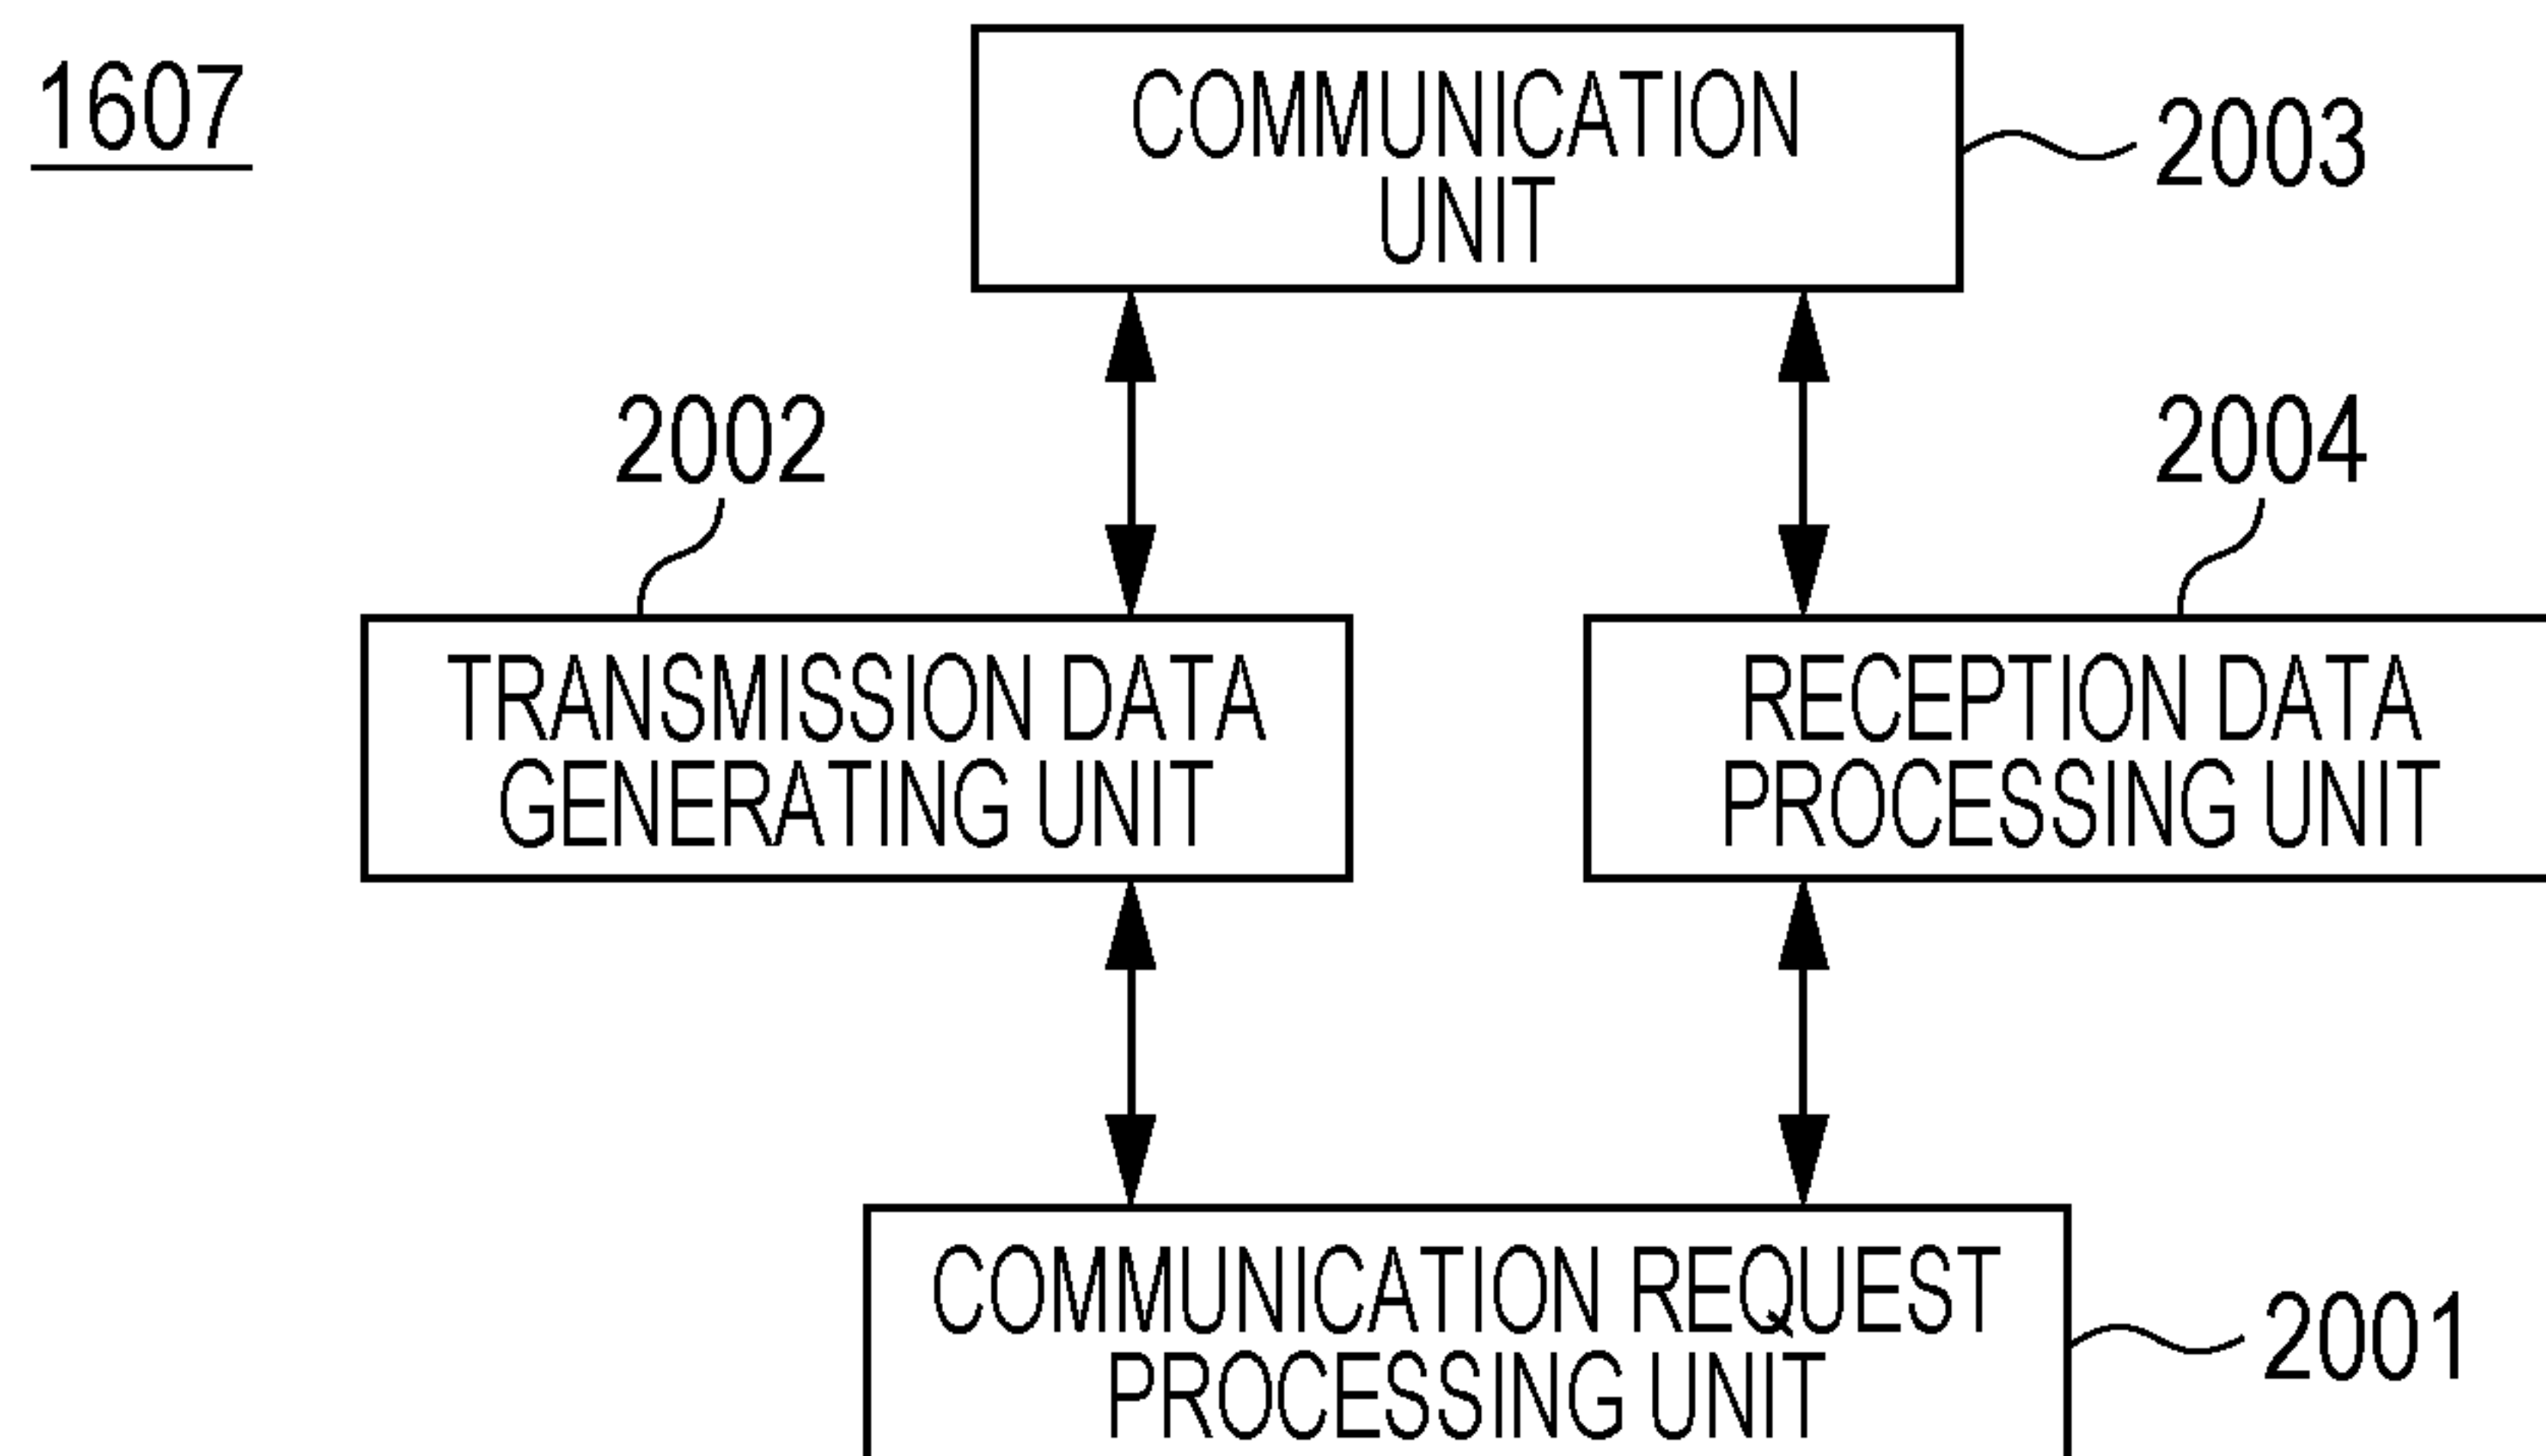 1607
COMMUNICATION
UNIT
2003
2002
2004
TRANSMISSION DATA
GENERATING UNIT
RECEPTION DATA
PROCESSING UNIT
COMMUNICATION REQUEST
PROCESSING UNIT
2001